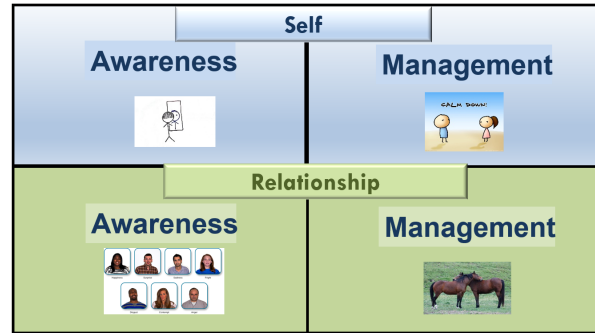 Self
Awareness
Management
CALM DOWN!
Relationship
Awareness
Management